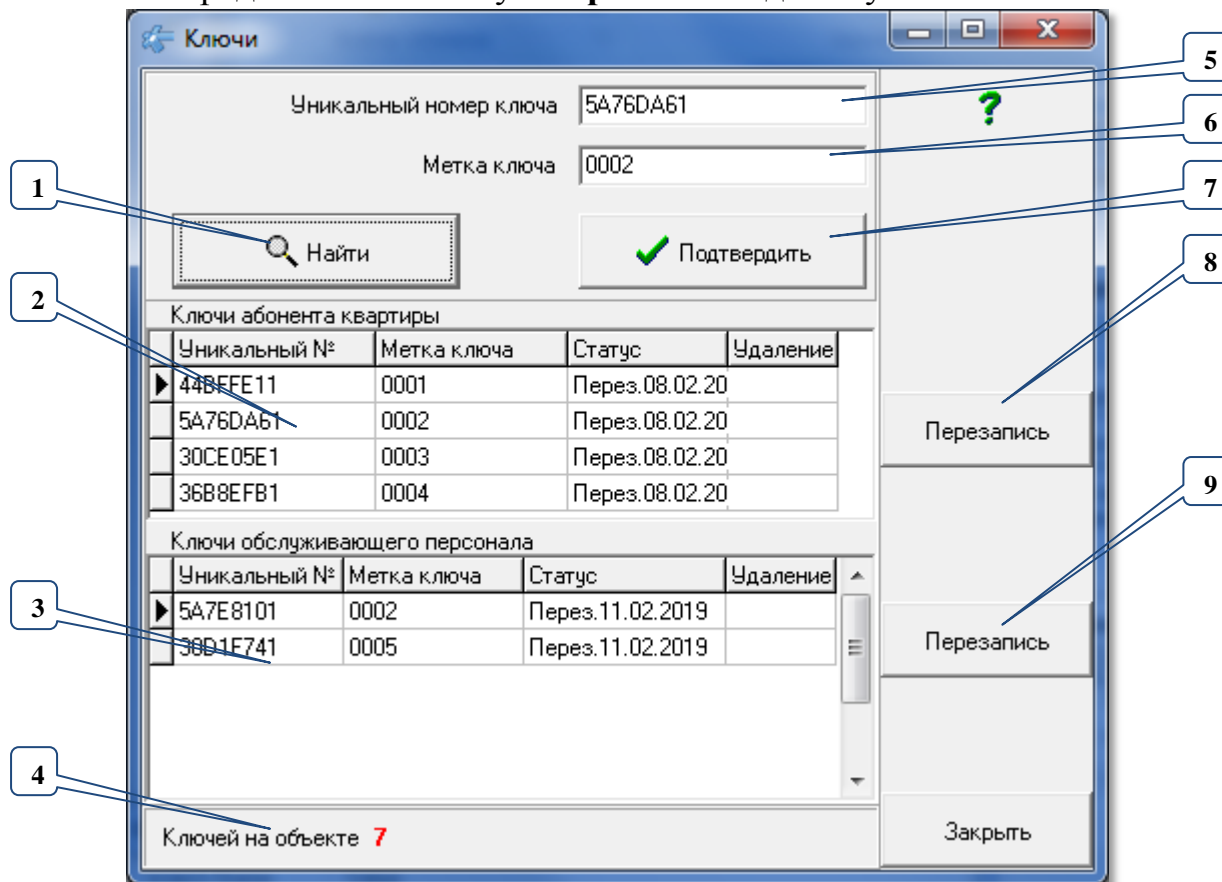 Ключи
Уникальный номер ключа 5A76DA61
Метка ключа 0002
Найти Подтвердить
Ключи абонента квартиры
Уникальный № Метка ключа Статус Удаление
44BFFE11 0001 Перез.08.02.20
5A76DA61 0002 Перез.08.02.20
30CE05E1 0003 Перез.08.02.20
36B8EFB1 0004 Перез.08.02.20
Перезапись
Ключи обслуживающего персонала
Уникальный № Метка ключа Статус Удаление
5A7E8101 0002 Перез.11.02.2019
30D1F741 0005 Перез.11.02.2019
Перезапись
Ключей на объекте 7
Закрыть
?
1
2
3
4
5
6
7
8
9